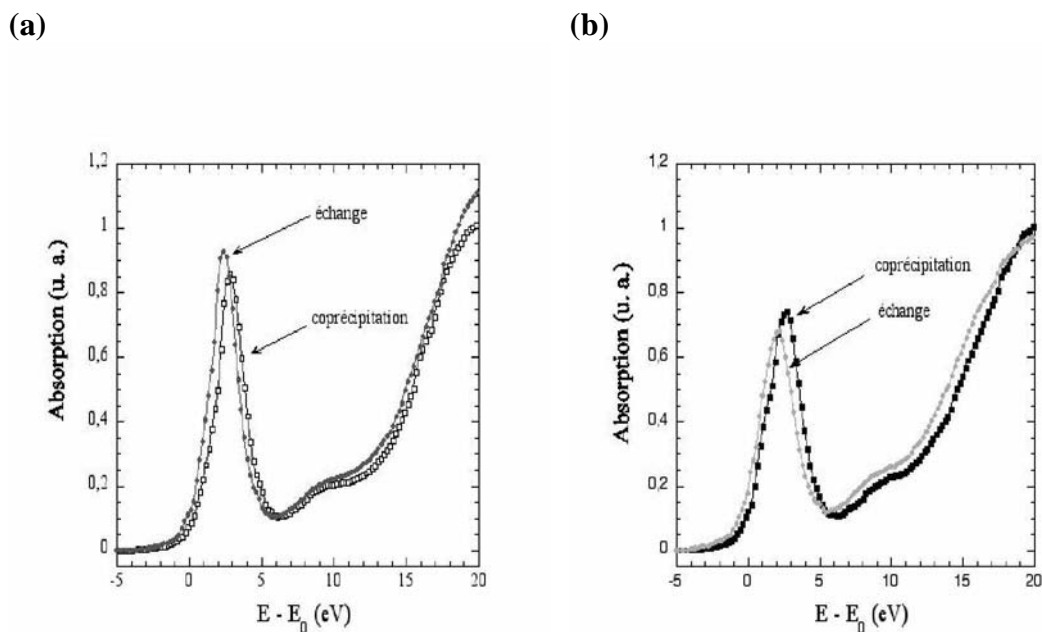 (a)
(b)
1,2
1
0,8
0,6
0,4
0,2
0
-5
0
5
10
15
20
Absorption (u. a.)
E - E0 (eV)
échange
coprécipitation
1,2
1
0,8
0,6
0,4
0,2
0
-5
0
5
10
15
20
Absorption (u. a.)
E - E0 (eV)
coprécipitation
échange